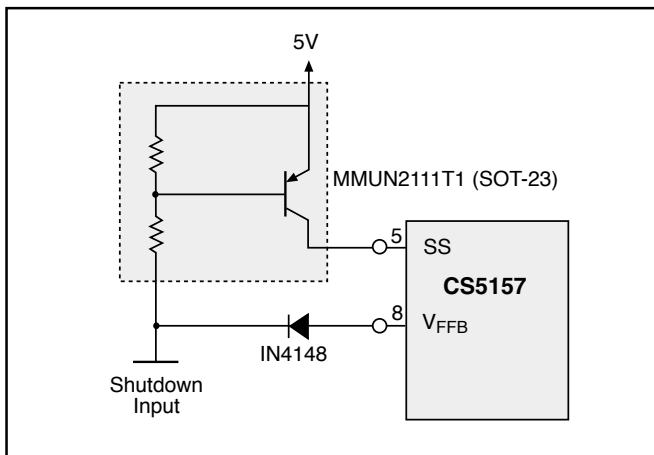 5V
MMUN2111T1 (SOT-23)
5
SS
CS5157
8
VFFB
IN4148
Shutdown
Input